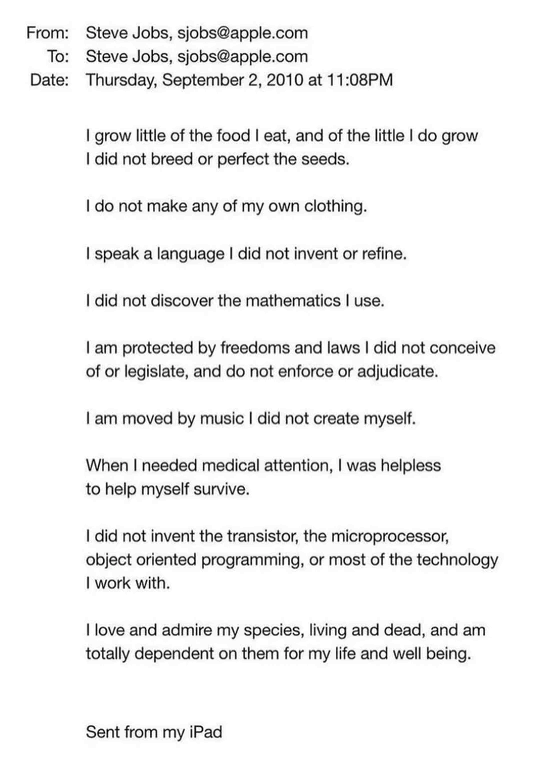 From: Steve Jobs, sjobs@apple.com
To: Steve Jobs, sjobs@apple.com
Date: Thursday, September 2, 2010 at 11:08PM
I grow little of the food I eat, and of the little I do grow
I did not breed or perfect the seeds.
I do not make any of my own clothing.
I speak a language I did not invent or refine.
I did not discover the mathematics I use.
I am protected by freedoms and laws I did not conceive
of or legislate, and do not enforce or adjudicate.
I am moved by music I did not create myself.
When I needed medical attention, I was helpless
to help myself survive.
I did not invent the transistor, the microprocessor,
object oriented programming, or most of the technology
I work with.
I love and admire my species, living and dead, and am
totally dependent on them for my life and well being.
Sent from my iPad